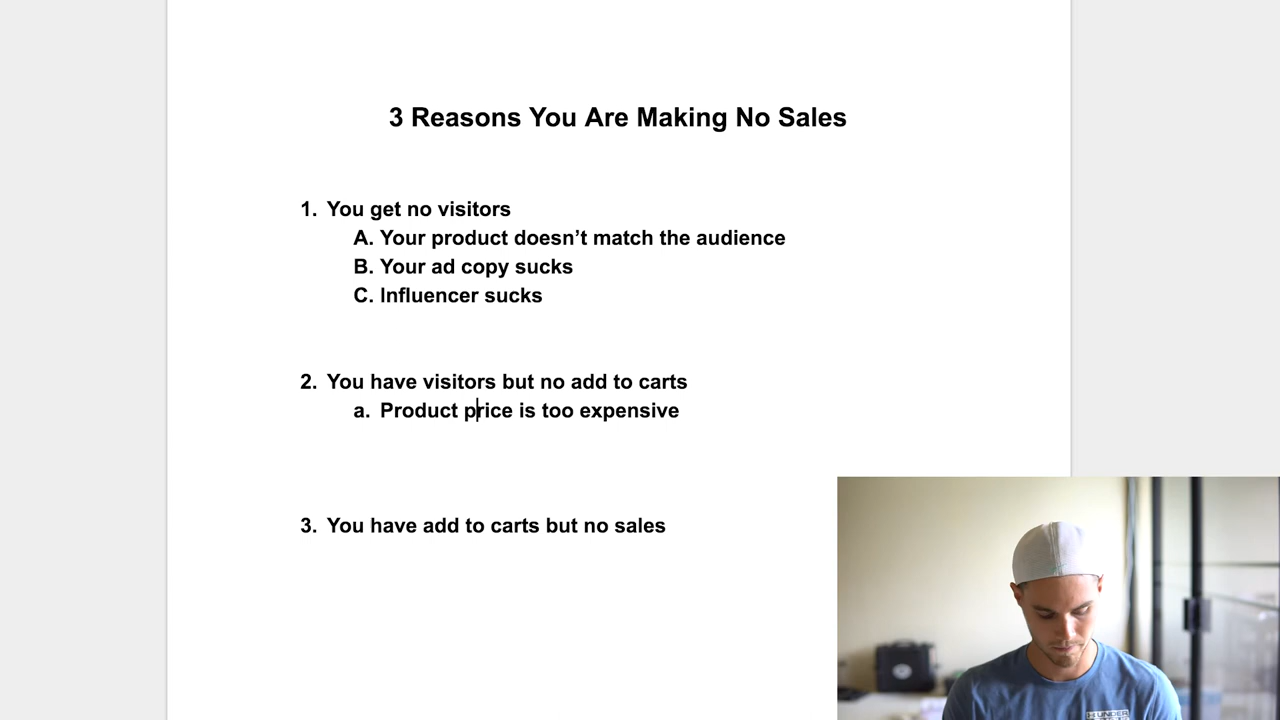 3 Reasons You Are Making No Sales
1. You get no visitors
A. Your product doesn’t match the audience
B. Your ad copy sucks
C. Influencer sucks
2. You have visitors but no add to carts
a. Product price is too expensive
3. You have add to carts but no sales
UNDER